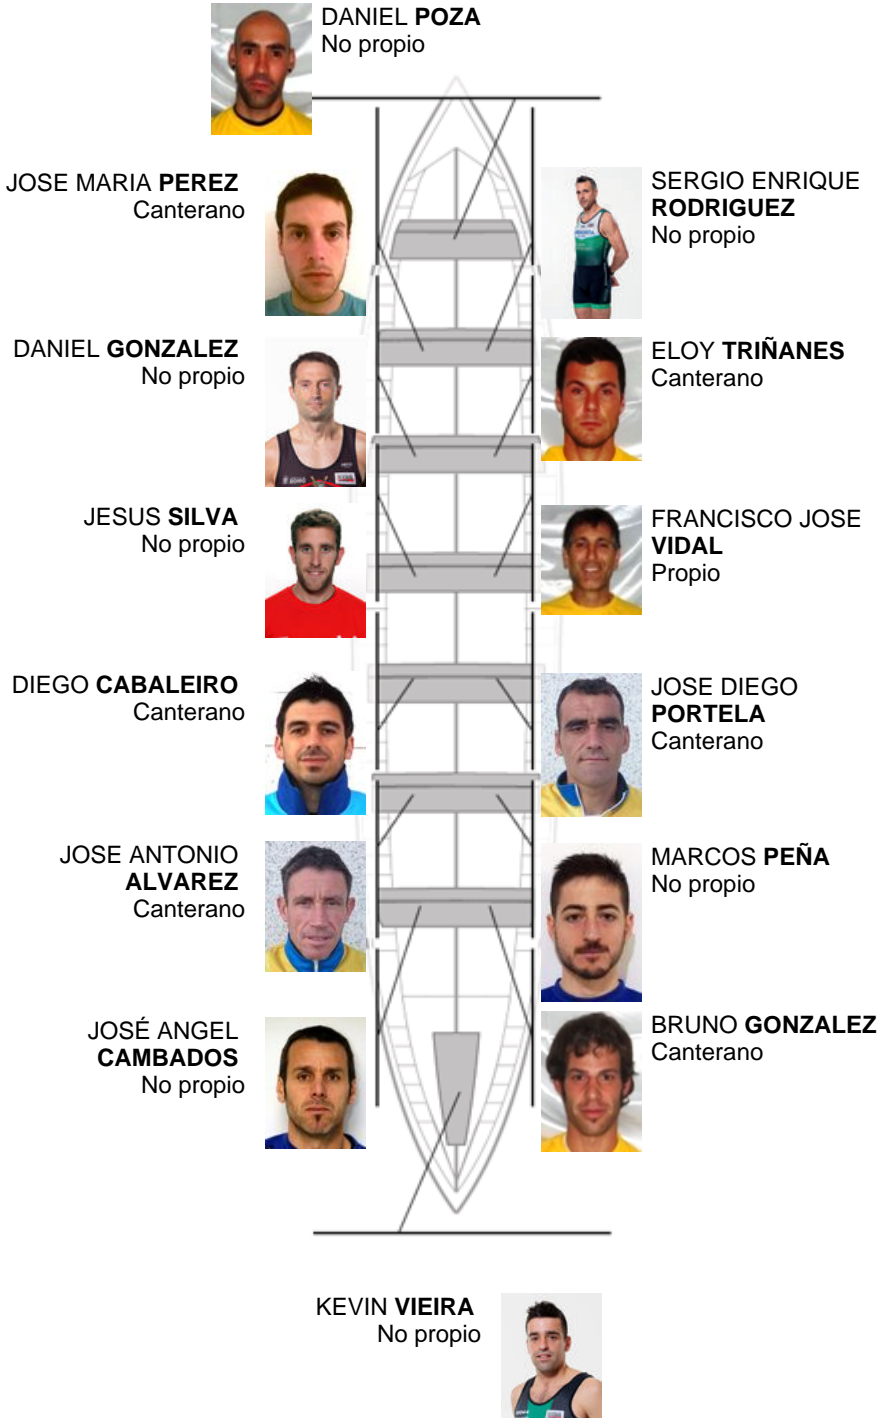 DANIEL POZA
No propio
JOSE MARIA PEREZ
Canterano
SERGIO ENRIQUE
RODRIGUEZ
No propio
DANIEL GONZALEZ
No propio
ELOY TRIÑANES
Canterano
JESUS SILVA
No propio
FRANCISCO JOSE
VIDAL
Propio
DIEGO CABALEIRO
Canterano
JOSE DIEGO
PORTELA
Canterano
JOSE ANTONIO
ALVAREZ
Canterano
MARCOS PEÑA
No propio
JOSÉ ANGEL
CAMBADOS
No propio
BRUNO GONZALEZ
Canterano
KEVIN VIEIRA
No propio